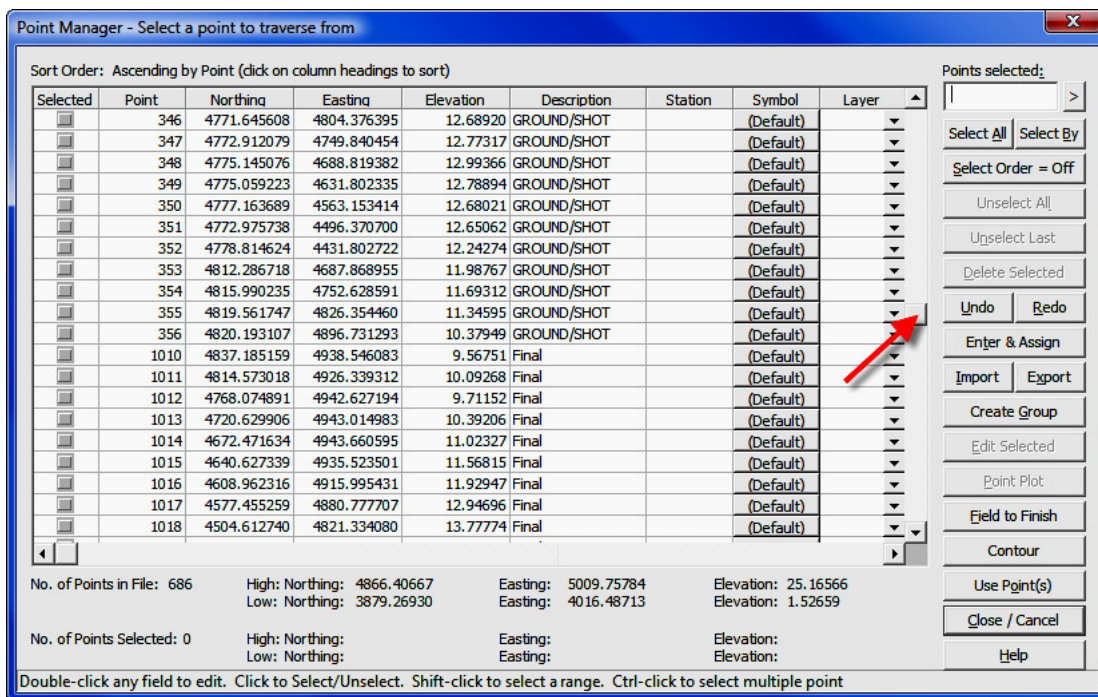 Point Manager - Select a point to traverse from
Sort Order: Ascending by Point (click on column headings to sort)
Points selected:
Selected Point Northing Easting Elevation Description Station Symbol Layer
346 4771.645608 4804.376395 12.68920 GROUND/SHOT (Default)
347 4772.912079 4749.840454 12.77317 GROUND/SHOT (Default)
348 4775.145076 4688.819382 12.99366 GROUND/SHOT (Default)
349 4775.059223 4631.802335 12.78894 GROUND/SHOT (Default)
350 4777.163689 4563.153414 12.68021 GROUND/SHOT (Default)
351 4772.975738 4496.370700 12.65062 GROUND/SHOT (Default)
352 4778.814624 4431.802722 12.24274 GROUND/SHOT (Default)
353 4812.286718 4687.868955 11.98767 GROUND/SHOT (Default)
354 4815.990235 4752.628591 11.69312 GROUND/SHOT (Default)
355 4819.561747 4826.354460 11.34595 GROUND/SHOT (Default)
356 4820.193107 4896.731293 10.37949 GROUND/SHOT (Default)
1010 4837.185159 4938.546083 9.56751 Final (Default)
1011 4814.573018 4926.339312 10.09268 Final (Default)
1012 4768.074891 4942.627194 9.71152 Final (Default)
1013 4720.629906 4943.014983 10.39206 Final (Default)
1014 4672.471634 4943.660595 11.02327 Final (Default)
1015 4640.627339 4935.523501 11.56815 Final (Default)
1016 4608.962316 4915.995431 11.92947 Final (Default)
1017 4577.455259 4880.777707 12.94696 Final (Default)
1018 4504.612740 4821.334080 13.77774 Final (Default)
>
Select All Select By
Select Order = Off
Unselect All
Unselect Last
Delete Selected
Undo Redo
Enter & Assign
Import Export
Create Group
Edit Selected
Point Plot
Field to Finish
Contour
Use Point(s)
Close / Cancel
Help
No. of Points in File: 686 High: Northing: 4866.40667 Easting: 5009.75784 Elevation: 25.16566
Low: Northing: 3879.26930 Easting: 4016.48713 Elevation: 1.52659
No. of Points Selected: 0 High: Northing: Easting: Elevation:
Low: Northing: Easting: Elevation:
Double-click any field to edit. Click to Select/Unselect. Shift-click to select a range. Ctrl-click to select multiple point